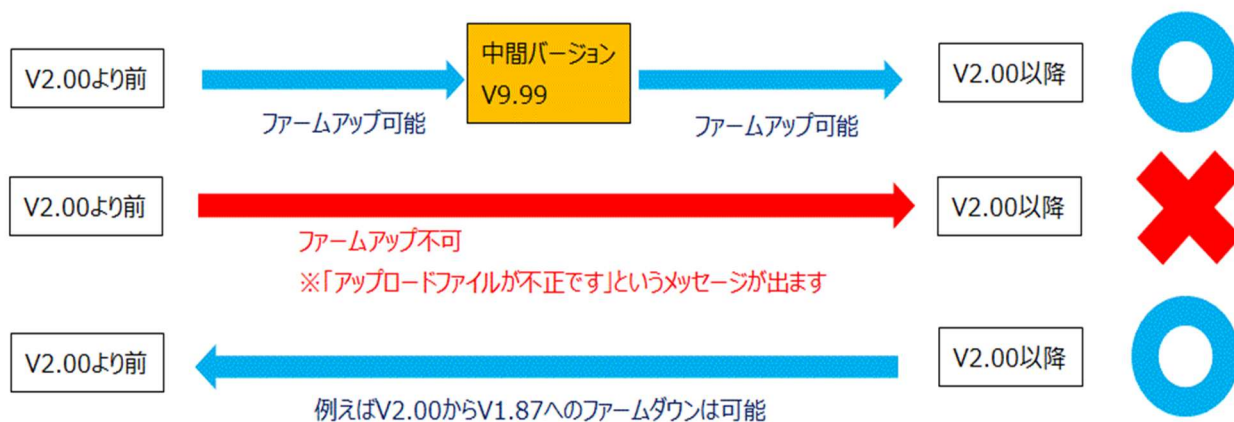 V2.00より前
中間バージョン
V9.99
V2.00以降
ファームアップ可能
ファームアップ可能
V2.00より前
V2.00以降
ファームアップ不可
※「アップロードファイルが不正です」というメッセージが出ます
V2.00より前
V2.00以降
例えばV2.00からV1.87へのファームダウンは可能